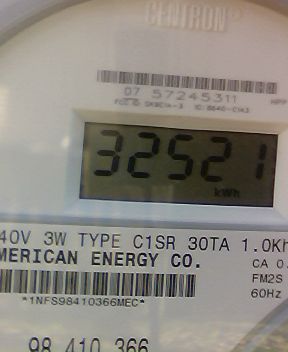 CENTRON®
07 57245311
32521
kWh
40V 3W TYPE C1SR 30TA 1.0Kh
MERICAN ENERGY CO.
CA 0.
FM2S
60Hz
*1NFS98410366MEC*
98 410 366